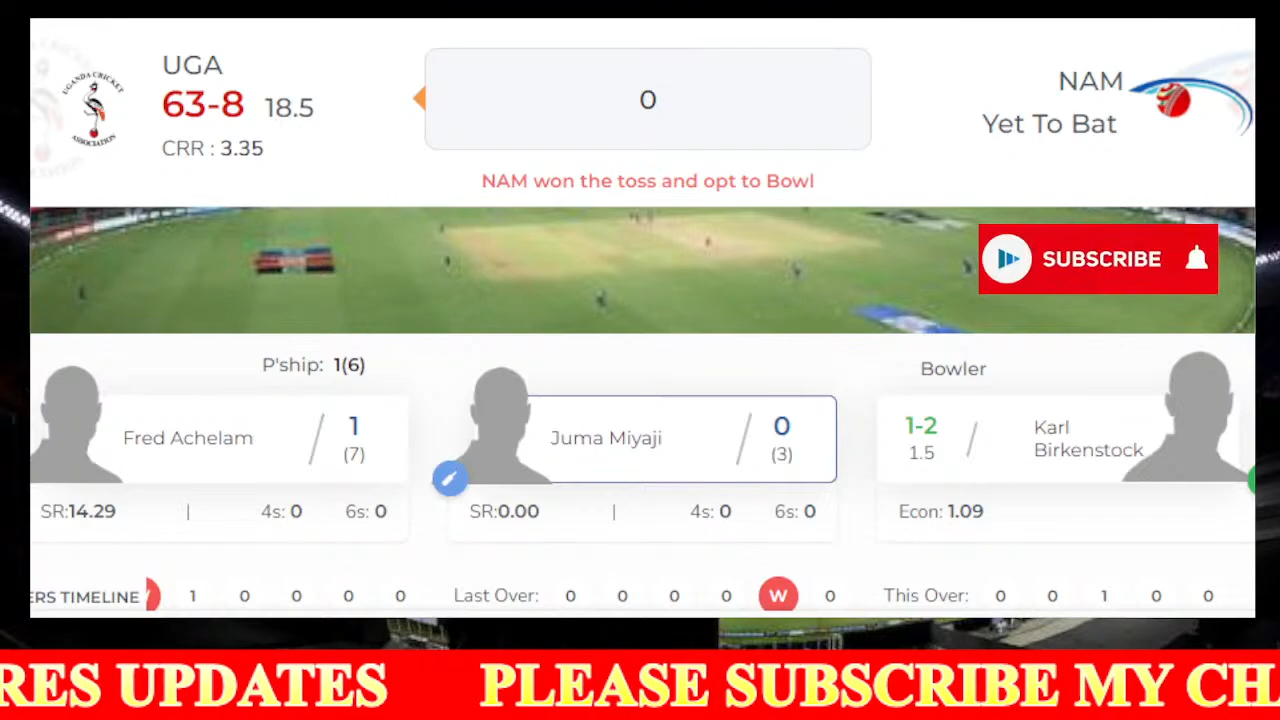 UGANDA CRICKET
ASSOCIATION
UGA
63-8 18.5
CRR : 3.35
0
NAM won the toss and opt to Bowl
NAM
Yet To Bat
SUBSCRIBE
P'ship: 1(6)
Fred Achelam
1
(7)
SR:14.29 | 4s: 0 6s: 0
Juma Miyaji
0
(3)
SR:0.00 | 4s: 0 6s: 0
Bowler
1-2
1.5
Karl
Birkenstock
Econ: 1.09
ERS TIMELINE 1 0 0 0 0 Last Over: 0 0 0 0 W 0 This Over: 0 0 1 0 0
RES UPDATES PLEASE SUBSCRIBE MY CH